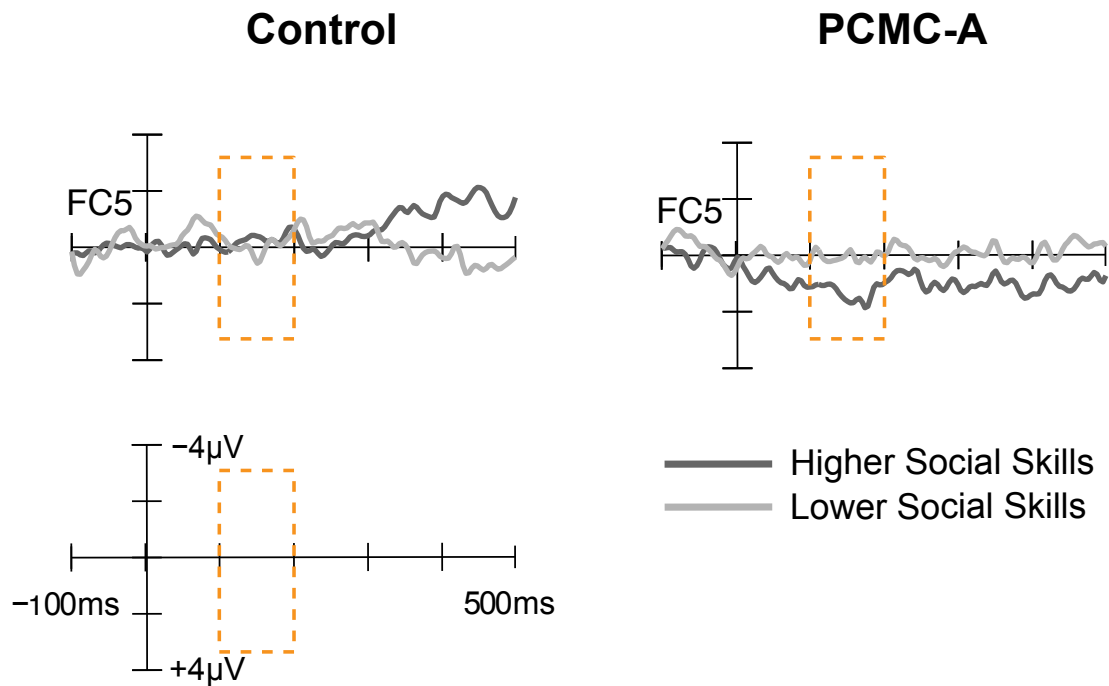 Control
PCMC-A
FC5
FC5
−4µV
Higher Social Skills
Lower Social Skills
−100ms
500ms
+4µV